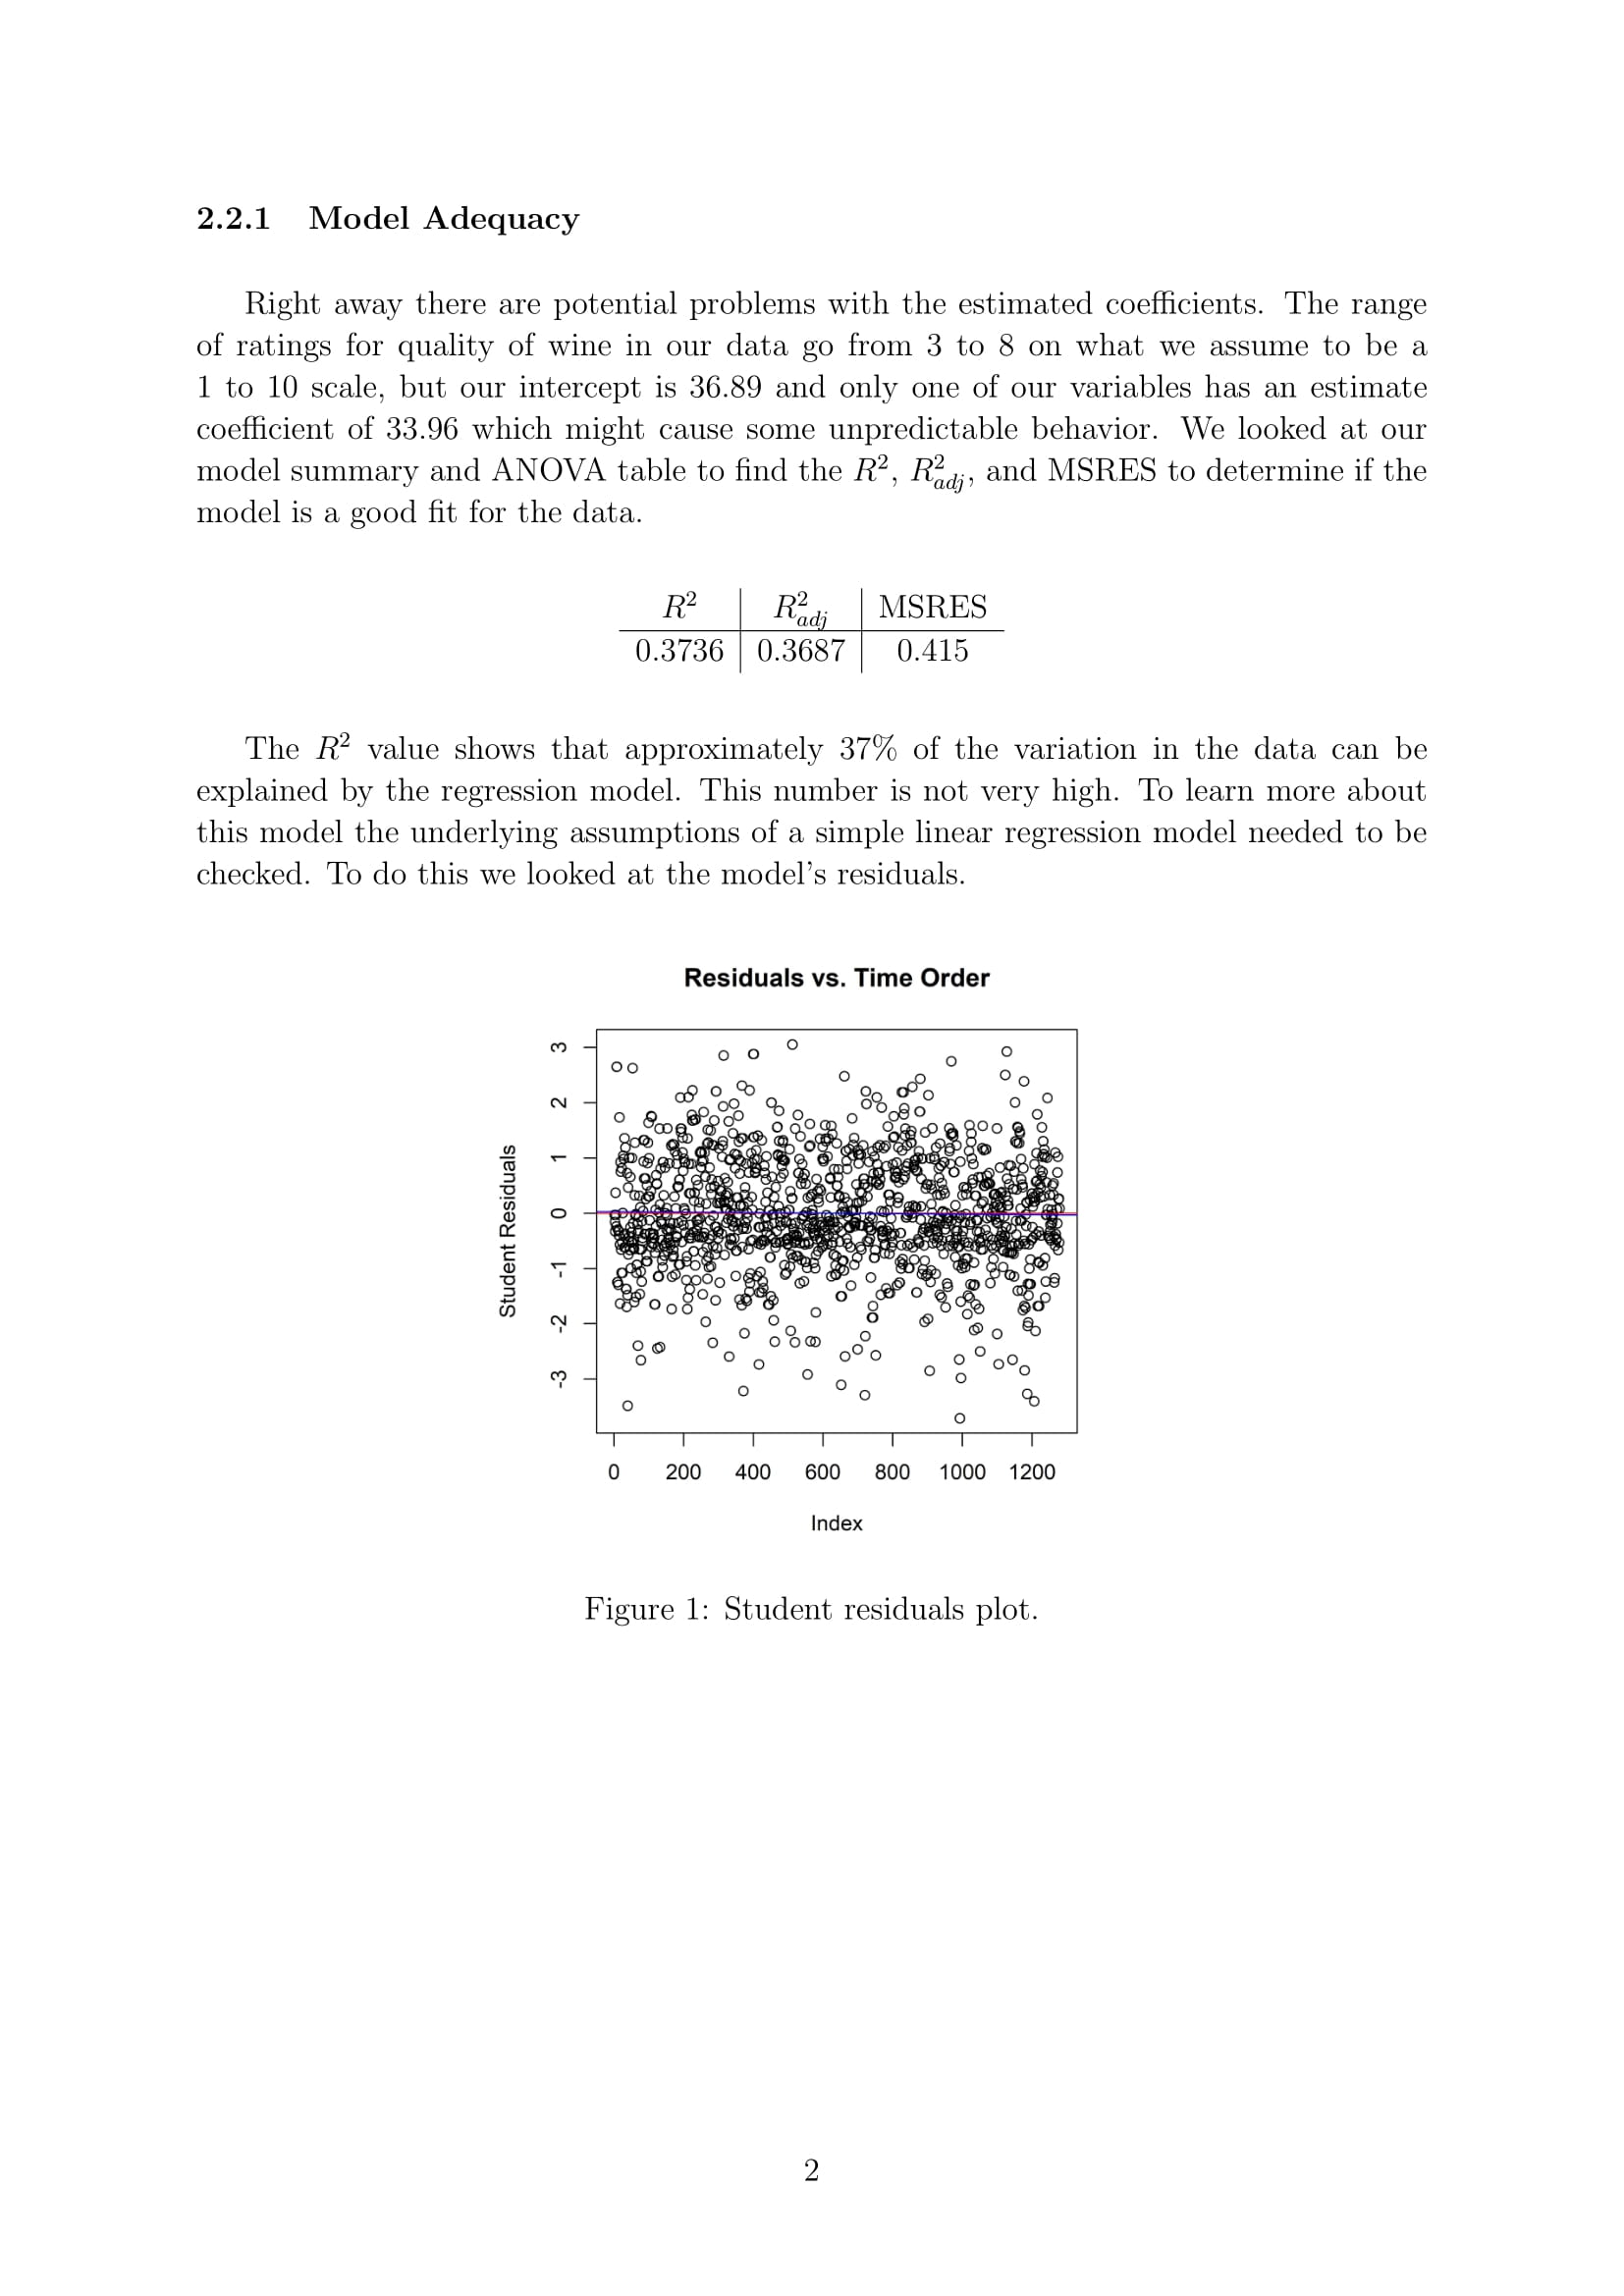 2.2.1 Model Adequacy
Right away there are potential problems with the estimated coefficients. The range
of ratings for quality of wine in our data go from 3 to 8 on what we assume to be a
1 to 10 scale, but our intercept is 36.89 and only one of our variables has an estimate
coefficient of 33.96 which might cause some unpredictable behavior. We looked at our
model summary and ANOVA table to find the R², R²adj, and MSRES to determine if the
model is a good fit for the data.
R² R²adj MSRES
0.3736 0.3687 0.415
The R² value shows that approximately 37% of the variation in the data can be
explained by the regression model. This number is not very high. To learn more about
this model the underlying assumptions of a simple linear regression model needed to be
checked. To do this we looked at the model's residuals.
Residuals vs. Time Order
Student Residuals
3
2
1
0
-1
-2
-3
0 200 400 600 800 1000 1200
Index
Figure 1: Student residuals plot.
2